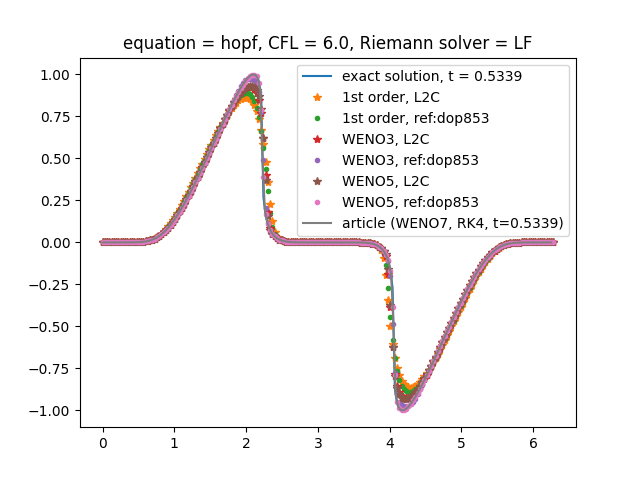 equation = hopf, CFL = 6.0, Riemann solver = LF
exact solution, t = 0.5339
1st order, L2C
1st order, ref:dop853
WENO3, L2C
WENO3, ref:dop853
WENO5, L2C
WENO5, ref:dop853
article (WENO7, RK4, t=0.5339)
1.00
0.75
0.50
0.25
0.00
−0.25
−0.50
−0.75
−1.00
0 1 2 3 4 5 6